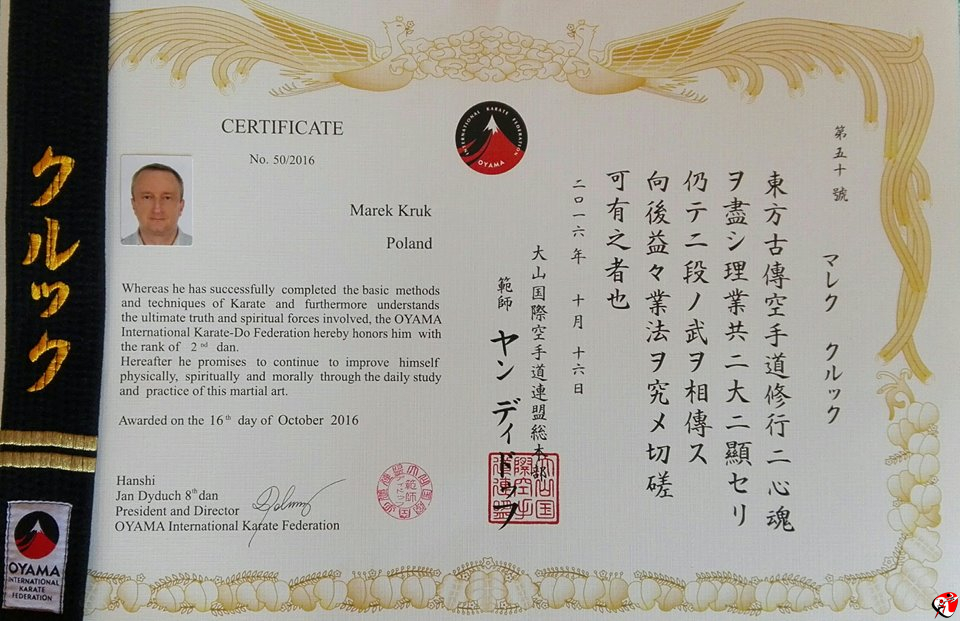 クルック
OYAMA
INTERNATIONAL
KARATE
FEDERATION
CERTIFICATE
No. 50/2016
Marek Kruk
Poland
Whereas he has successfully completed the basic methods
and techniques of Karate and furthermore understands
the ultimate truth and spiritual forces involved, the OYAMA
International Karate-Do Federation hereby honors him with
the rank of 2nd dan.
Hereafter he promises to continue to improve himself
physically, spiritually and morally through the daily study
and practice of this martial art.
Awarded on the 16th day of October 2016
Hanshi
Jan Dyduch 8th dan
President and Director
OYAMA International Karate Federation
INTERNATIONAL KARATE FEDERATION
OYAMA
第五十號
マレク クルック
東方古傳空手道修行二心魂
ヲ盡シ理業共二大二顯セリ
仍テ二段ノ武ヲ相傳ス
向後益々業法ヲ究メ切磋
可有之者也
二〇一六年 十月 十六日
大山国際空手道連盟総本部
範師 ヤン ディドゥフ